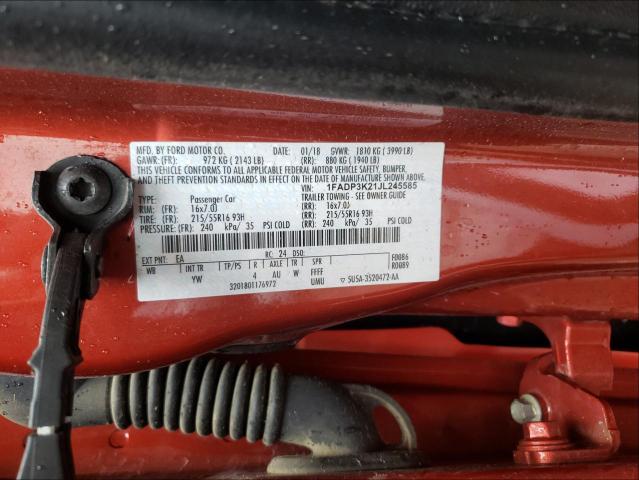 MFD. BY FORD MOTOR CO. 01/18 GVWR: 1810 KG ( 3990 LB)
GAWR: (FR): 972 KG ( 2143 LB) (RR): 880 KG ( 1940 LB)
THIS VEHICLE CONFORMS TO ALL APPLICABLE FEDERAL MOTOR VEHICLE SAFETY, BUMPER,
AND THEFT PREVENTION STANDARDS IN EFFECT ON THE DATE OF MANUFACTURE SHOWN ABOVE.
VIN: 1FADP3K21JL245585
TYPE: Passenger Car TRAILER TOWING - SEE OWNER GUIDE
RIM: (FR) 16x7.0J (RR): 16x7.0J
TIRE: (FR) 215/55R16 93H (RR): 215/55R16 93H
PRESSURE: (FR) 240 kPa/ 35 PSI COLD (RR): 240 kPa/ 35 PSI COLD
EXT PNT: EA RC: 24 DSO: F0086
WB INT TR TP/PS R AXLE TR SPR R0089
YW 4 AU W FFFF
UMU ▽ SU5A-3520472-AA
3201801176972